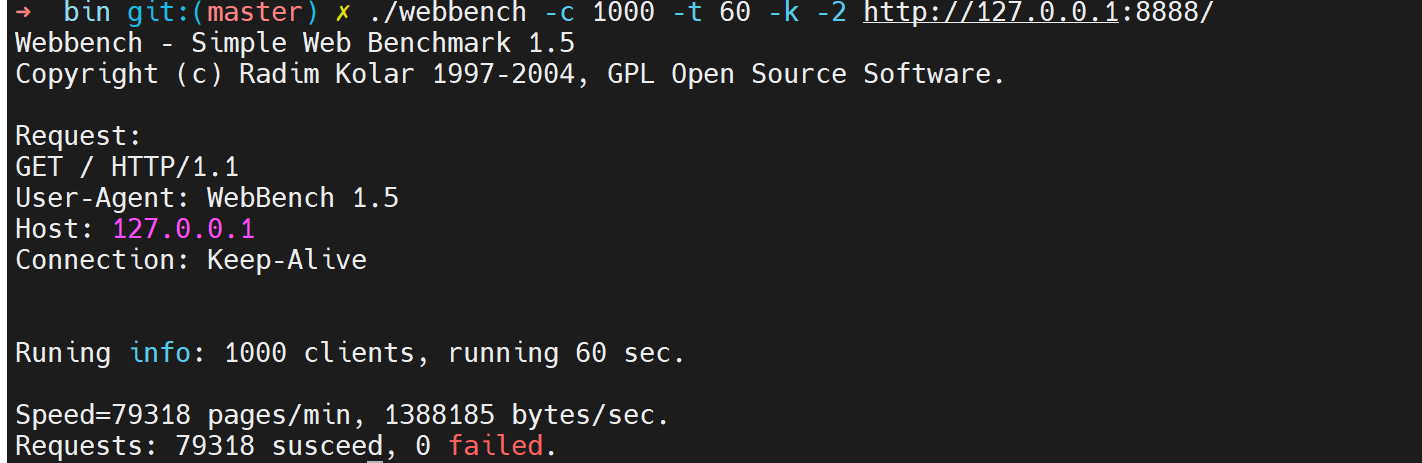 ➜  bin git:(master) ✗ ./webbench -c 1000 -t 60 -k -2 http://127.0.0.1:8888/
Webbench - Simple Web Benchmark 1.5
Copyright (c) Radim Kolar 1997-2004, GPL Open Source Software.
Request:
GET / HTTP/1.1
User-Agent: WebBench 1.5
Host: 127.0.0.1
Connection: Keep-Alive
Runing info: 1000 clients, running 60 sec.
Speed=79318 pages/min, 1388185 bytes/sec.
Requests: 79318 susceed, 0 failed.